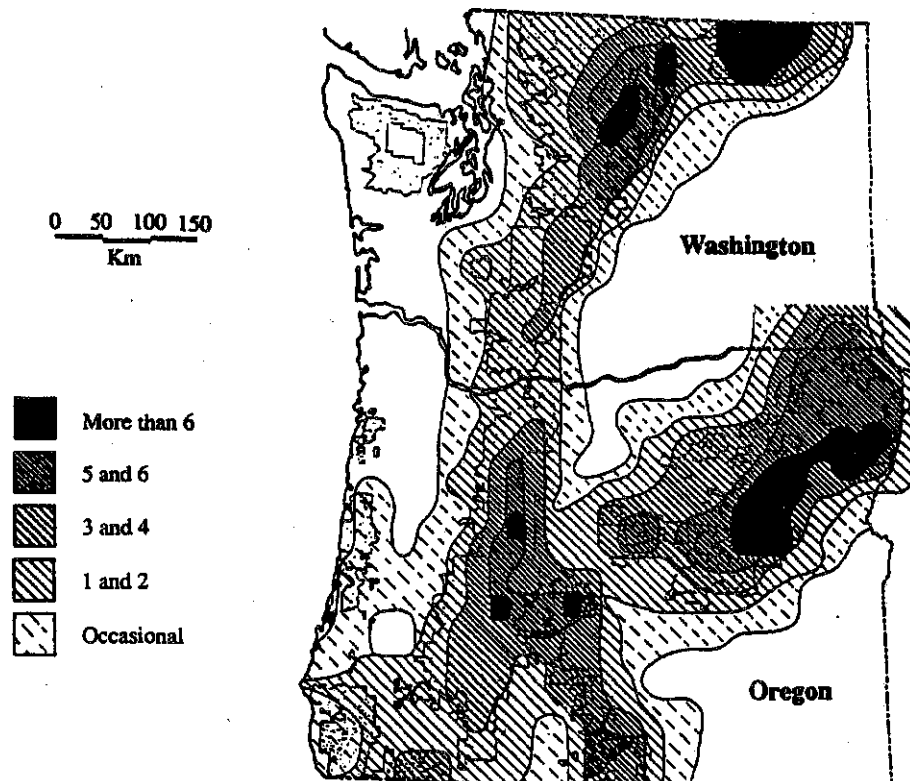 0 50 100 150
Km
Washington
More than 6
5 and 6
3 and 4
1 and 2
Occasional
Oregon